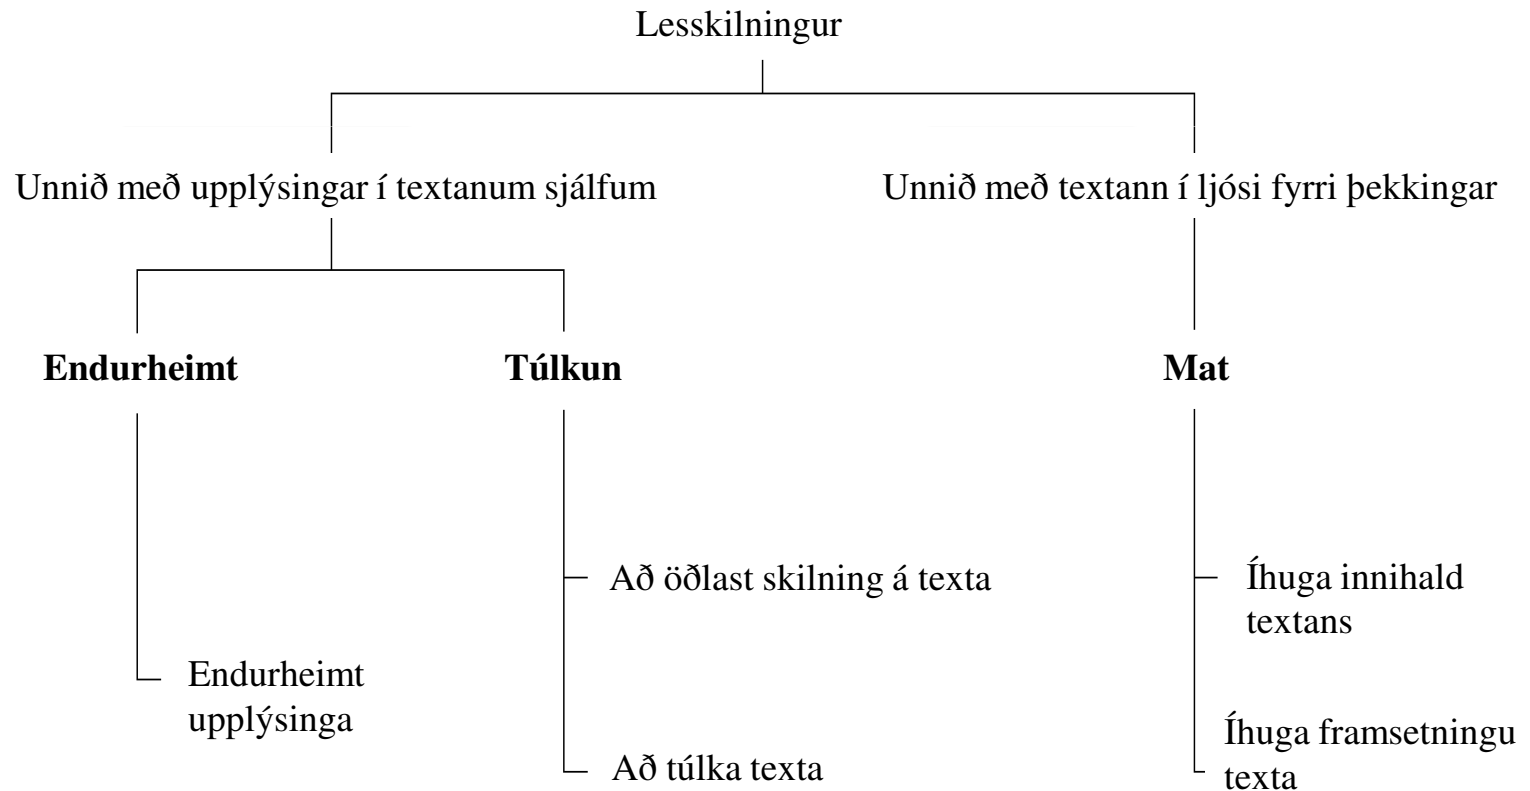 Lesskilningur
Unnið með upplýsingar í textanum sjálfum
Unnið með textann í ljósi fyrri þekkingar
Endurheimt
Túlkun
Mat
Að öðlast skilning á texta
Íhuga innihald
textans
Endurheimt
upplýsinga
Að túlka texta
Íhuga framsetningu
texta